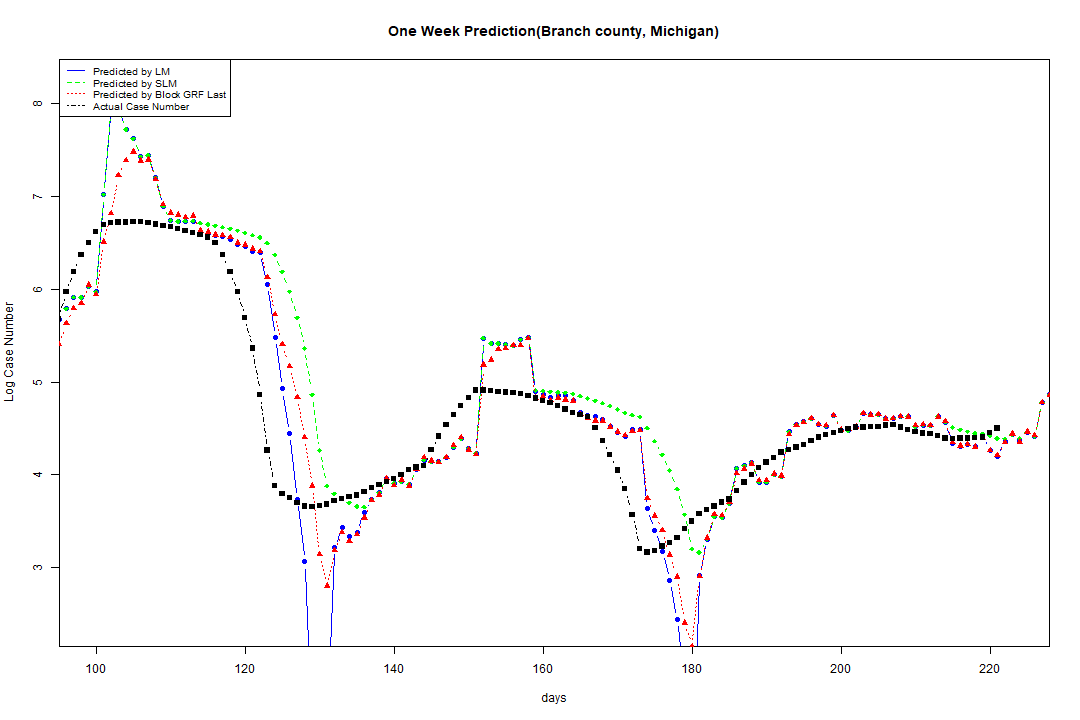 One Week Prediction(Branch county, Michigan)
Predicted by LM
Predicted by SLM
Predicted by Block GRF Last
Actual Case Number
8
7
6
5
4
3
Log Case Number
100 120 140 160 180 200 220
days